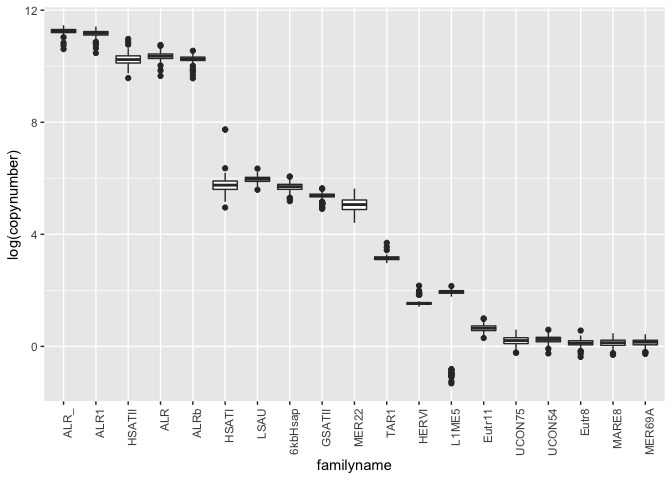 12
8
4
0
log(copynumber)
ALR_
ALR1
HSATII
ALR
ALRb
HSATI
LSAU
6kbHsap
GSATII
MER22
TAR1
HERVI
L1ME5
Eutr11
UCON75
UCON54
Eutr8
MARE8
MER69A
familyname